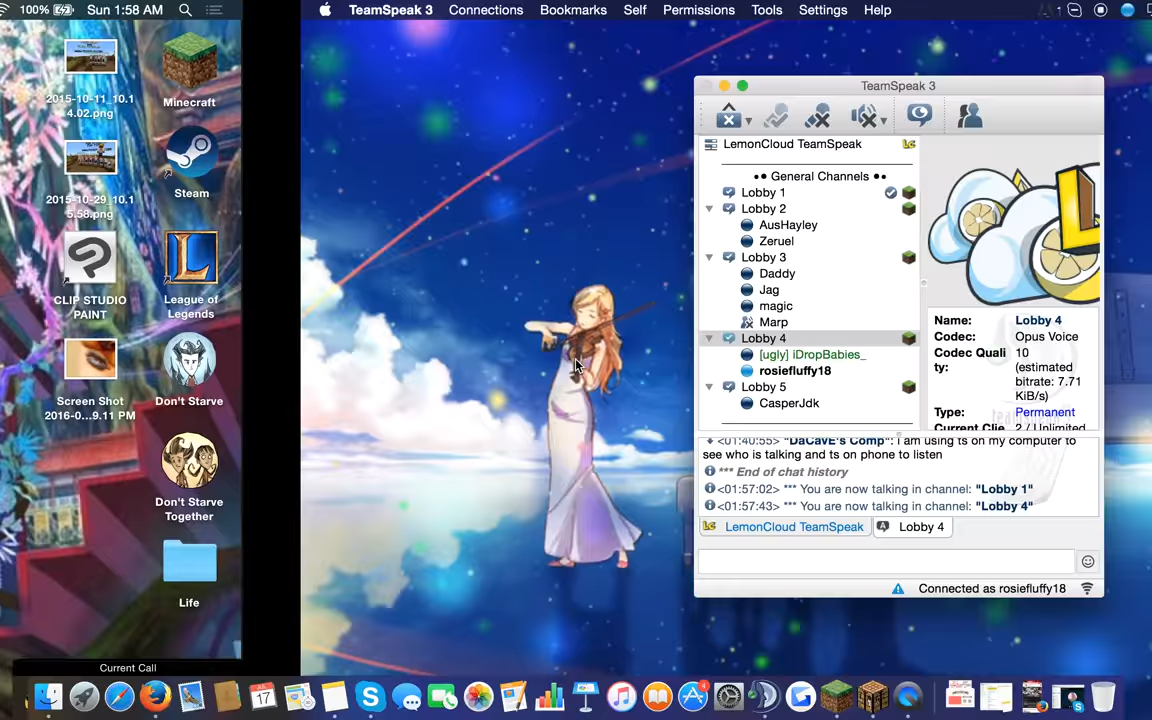 100% Sun 1:58 AM
TeamSpeak 3 Connections Bookmarks Self Permissions Tools Settings Help
2015-10-11_10.1
4.02.png
Minecraft
2015-10-29_10.1
5.58.png
Steam
CLIP STUDIO
PAINT
League of
Legends
Screen Shot
2016-0...9.11 PM
Don't Starve
Don't Starve
Together
Life
Current Call
TeamSpeak 3
LemonCloud TeamSpeak
•• General Channels ••
Lobby 1
Lobby 2
AusHayley
Zeruel
Lobby 3
Daddy
Jag
magic
Marp
Lobby 4
[ugly] iDropBabies_
rosiefluffy18
Lobby 5
CasperJdk
Name: Lobby 4
Codec: Opus Voice
Codec Quali 10
ty: (estimated
bitrate: 7.71
KiB/s)
Type: Permanent
Current Clie 2 / Unlimited
<01:40:55> "DaCavE's Comp": I am using ts on my computer to
see who is talking and ts on phone to listen
*** End of chat history
<01:57:02> *** You are now talking in channel: "Lobby 1"
<01:57:43> *** You are now talking in channel: "Lobby 4"
LemonCloud TeamSpeak Lobby 4
Connected as rosiefluffy18
JUL
17
4